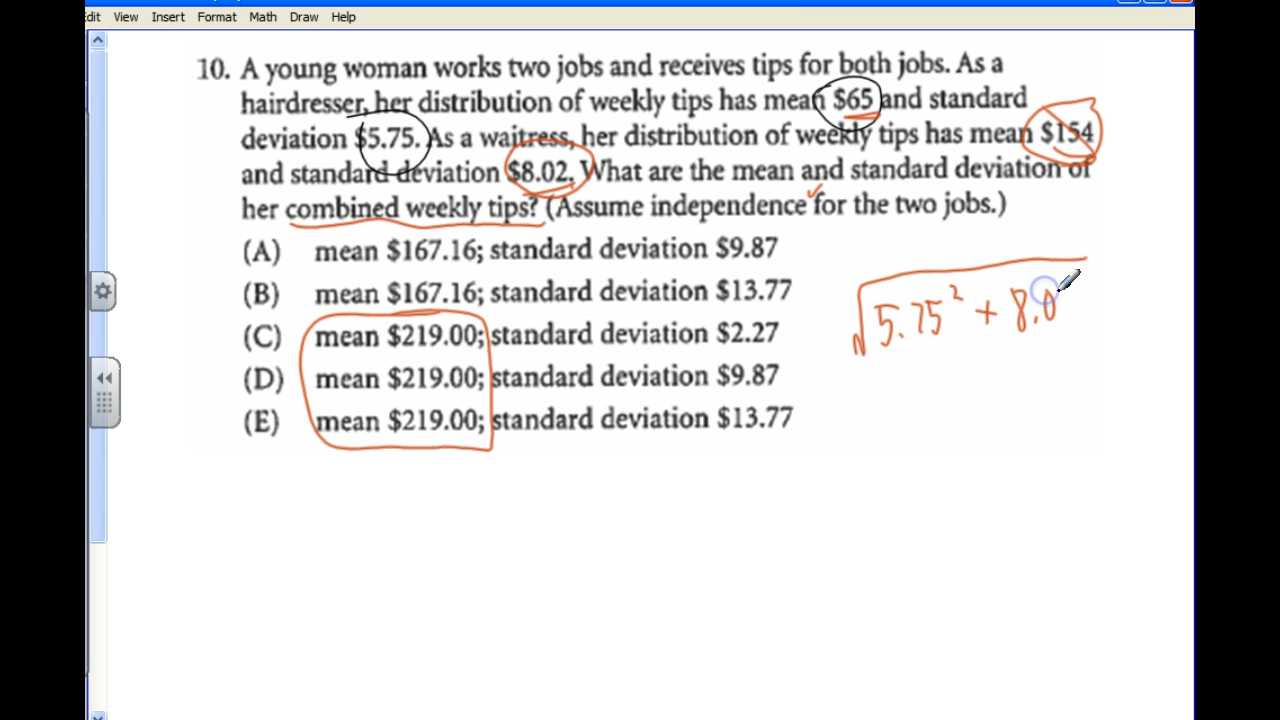 Edit View Insert Format Math Draw Help
10. A young woman works two jobs and receives tips for both jobs. As a
hairdresser, her distribution of weekly tips has mean $65 and standard
deviation $5.75. As a waitress, her distribution of weekly tips has mean $154
and standard deviation $8.02. What are the mean and standard deviation of
her combined weekly tips? (Assume independence for the two jobs.)
(A) mean $167.16; standard deviation $9.87
(B) mean $167.16; standard deviation $13.77
(C) mean $219.00; standard deviation $2.27
(D) mean $219.00; standard deviation $9.87
(E) mean $219.00; standard deviation $13.77
√5.75² + 8.0